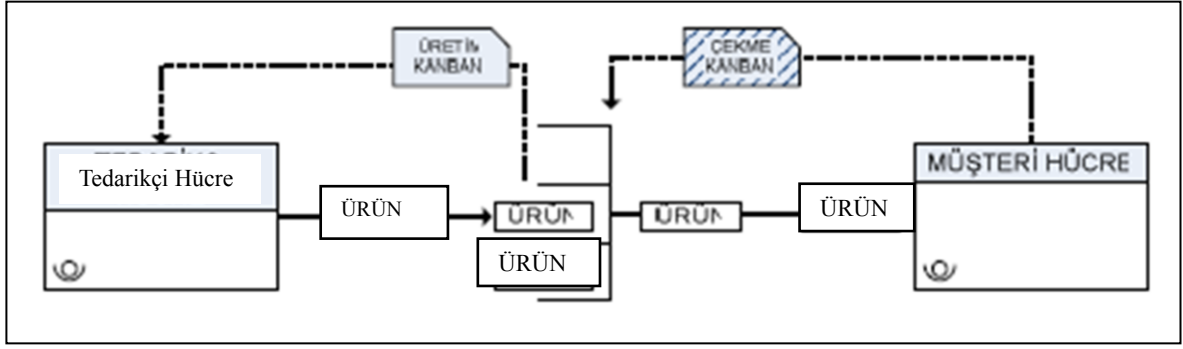 ÜRETİM
KANBAN
ÇEKME
KANBAN
Tedarikçi Hücre
MÜŞTERİ HÜCRE
ÜRÜN
ÜRÜN
ÜRÜN
ÜRÜN
ÜRÜN